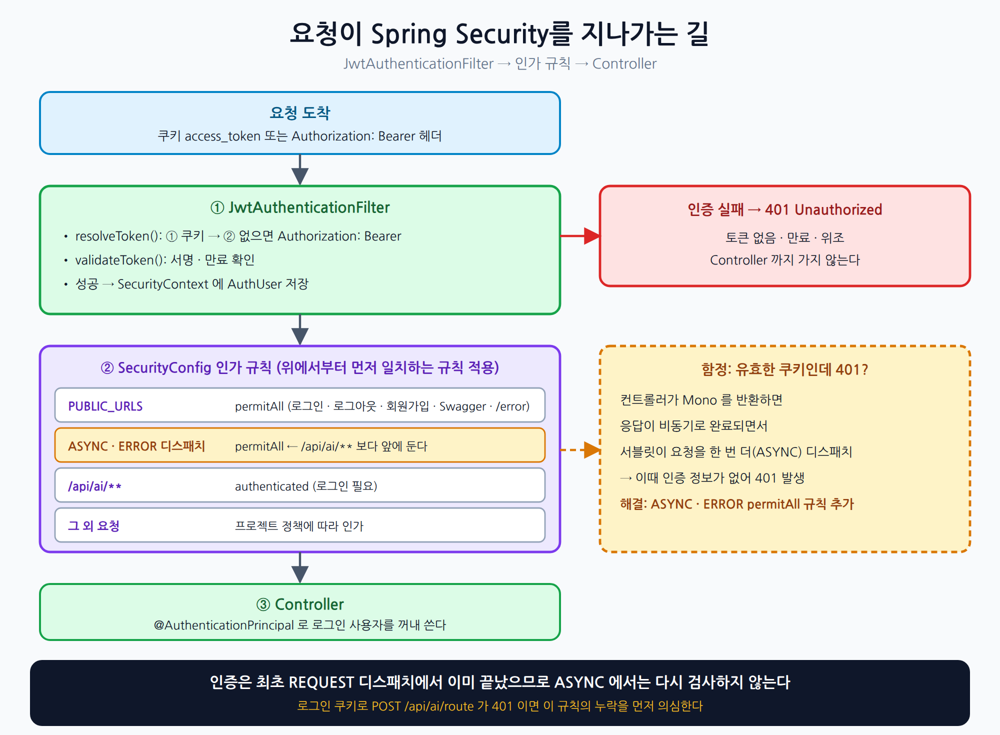 요청이 Spring Security를 지나가는 길
JwtAuthenticationFilter → 인가 규칙 → Controller
요청 도착
쿠키 access_token 또는 Authorization: Bearer 헤더
① JwtAuthenticationFilter
• resolveToken(): ① 쿠키 → ② 없으면 Authorization: Bearer
• validateToken(): 서명 · 만료 확인
• 성공 → SecurityContext 에 AuthUser 저장
인증 실패 → 401 Unauthorized
토큰 없음 · 만료 · 위조
Controller 까지 가지 않는다
② SecurityConfig 인가 규칙 (위에서부터 먼저 일치하는 규칙 적용)
PUBLIC_URLS permitAll (로그인 · 로그아웃 · 회원가입 · Swagger · /error)
ASYNC · ERROR 디스패치 permitAll ← /api/ai/** 보다 앞에 둔다
/api/ai/** authenticated (로그인 필요)
그 외 요청 프로젝트 정책에 따라 인가
함정: 유효한 쿠키인데 401?
컨트롤러가 Mono 를 반환하면
응답이 비동기로 완료되면서
서블릿이 요청을 한 번 더(ASYNC) 디스패치
→ 이때 인증 정보가 없어 401 발생
해결: ASYNC · ERROR permitAll 규칙 추가
③ Controller
@AuthenticationPrincipal 로 로그인 사용자를 꺼내 쓴다
인증은 최초 REQUEST 디스패치에서 이미 끝났으므로 ASYNC 에서는 다시 검사하지 않는다
로그인 쿠키로 POST /api/ai/route 가 401 이면 이 규칙의 누락을 먼저 의심한다